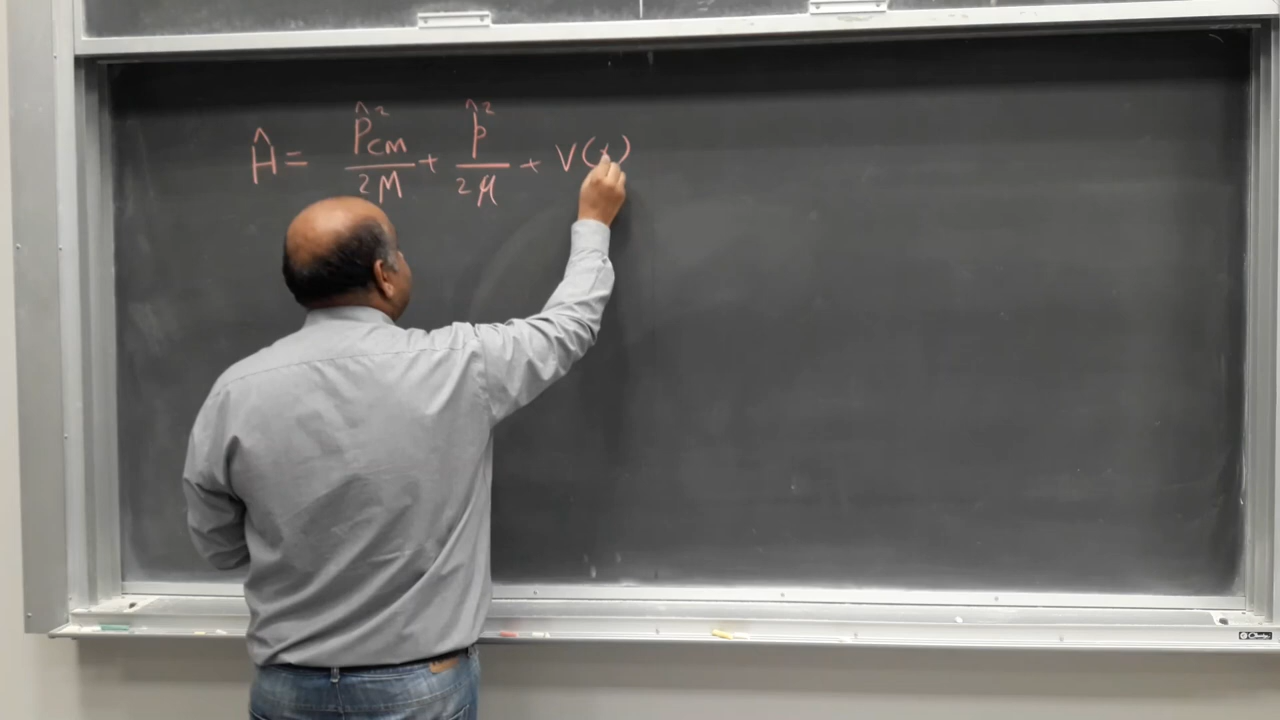 Ĥ = P̂²CM / 2M + p̂² / 2μ + V(x)